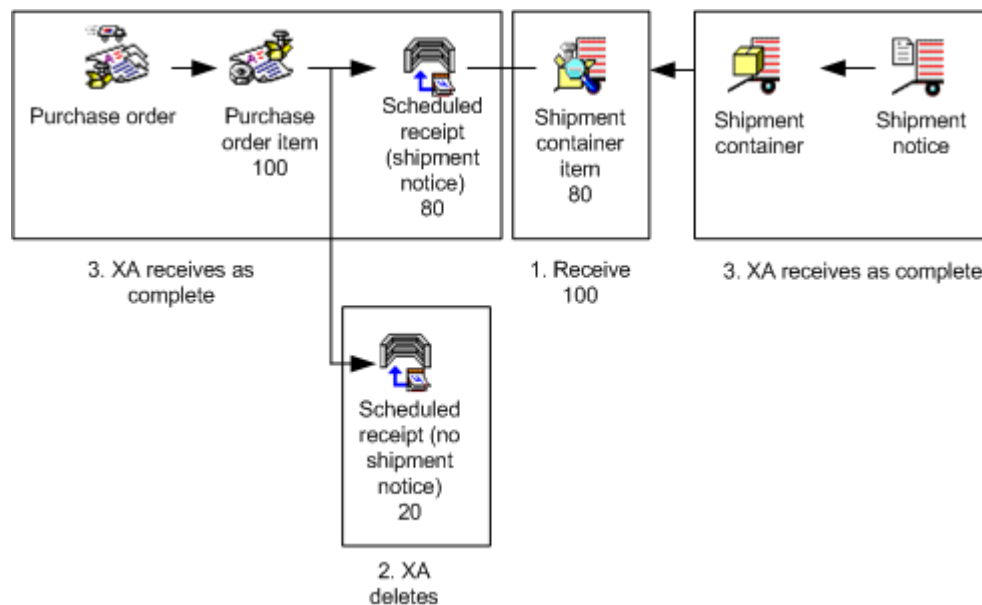 Purchase order
Purchase
order item
100
Scheduled
receipt
(shipment
notice)
80
Shipment
container
item
80
Shipment
container
Shipment
notice
3. XA receives as
complete
1. Receive
100
3. XA receives as complete
Scheduled
receipt (no
shipment
notice)
20
2. XA
deletes